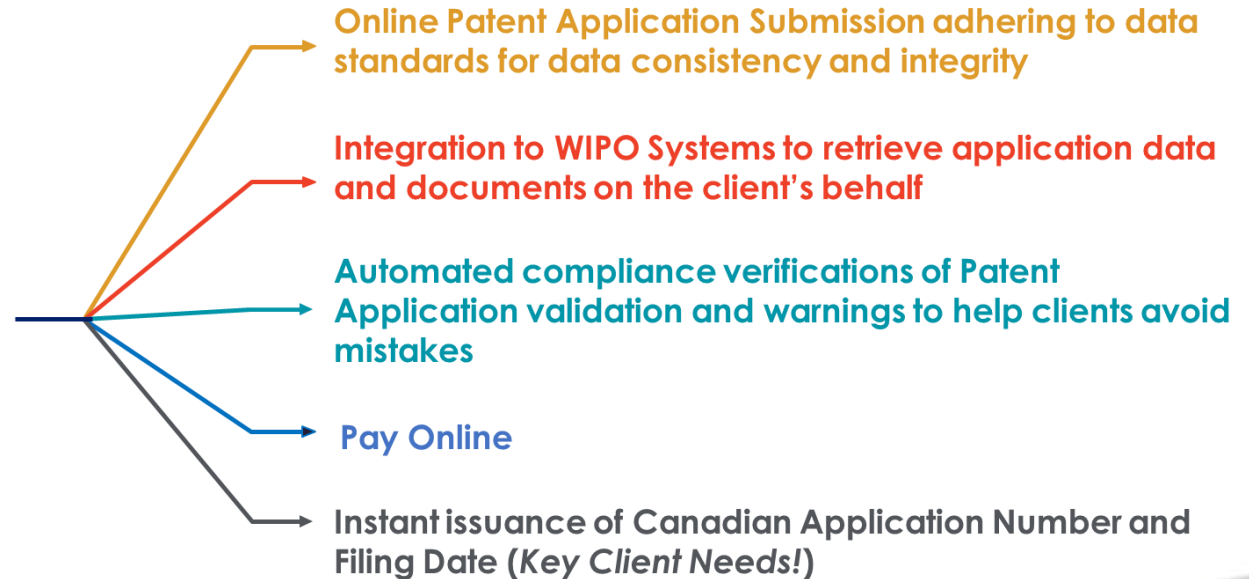 Online Patent Application Submission adhering to data
standards for data consistency and integrity
Integration to WIPO Systems to retrieve application data
and documents on the client's behalf
Automated compliance verifications of Patent
Application validation and warnings to help clients avoid
mistakes
Pay Online
Instant issuance of Canadian Application Number and
Filing Date (Key Client Needs!)